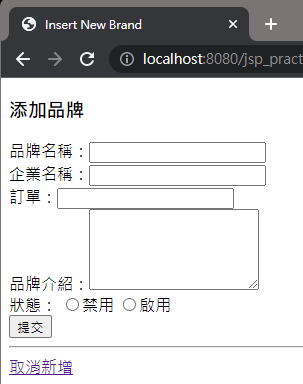 Insert New Brand
localhost:8080/jsp_pract
添加品牌
品牌名稱：
企業名稱：
訂單：
品牌介紹：
狀態： 禁用 啟用
提交
取消新增